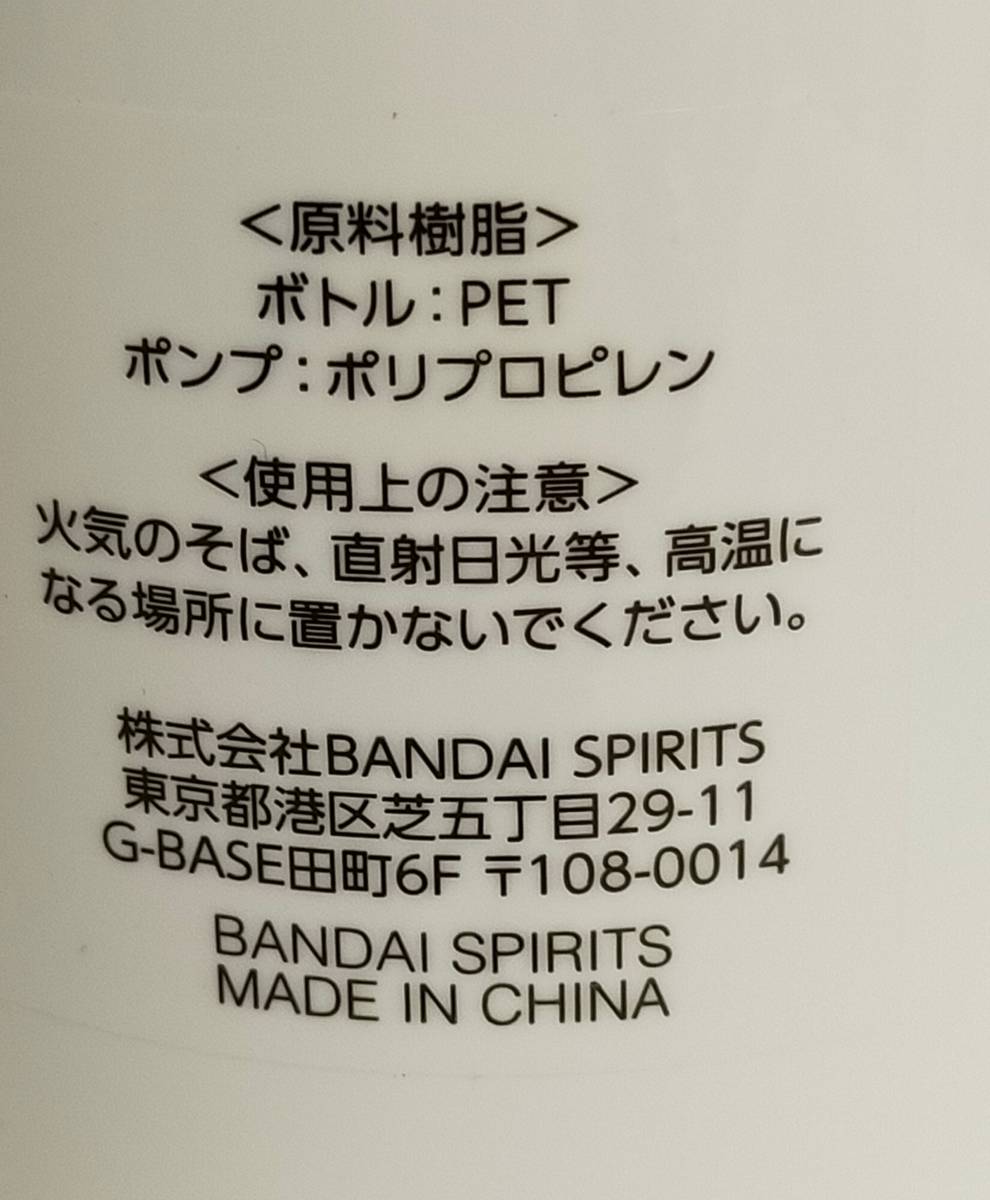 ＜原料樹脂＞
ボトル：PET
ポンプ：ポリプロピレン
＜使用上の注意＞
火気のそば、直射日光等、高温に
なる場所に置かないでください。
株式会社BANDAI SPIRITS
東京都港区芝五丁目29-11
G-BASE田町6F 〒108-0014
BANDAI SPIRITS
MADE IN CHINA